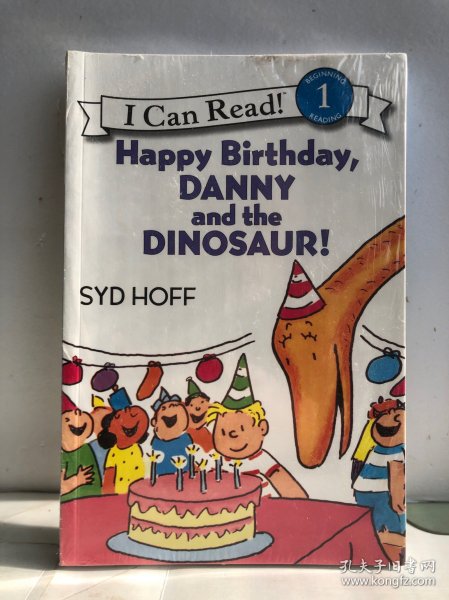 I Can Read!™
BEGINNING
1
READING
Happy Birthday,
DANNY
and the
DINOSAUR!
SYD HOFF
孔夫子旧书网
www.kongfz.com